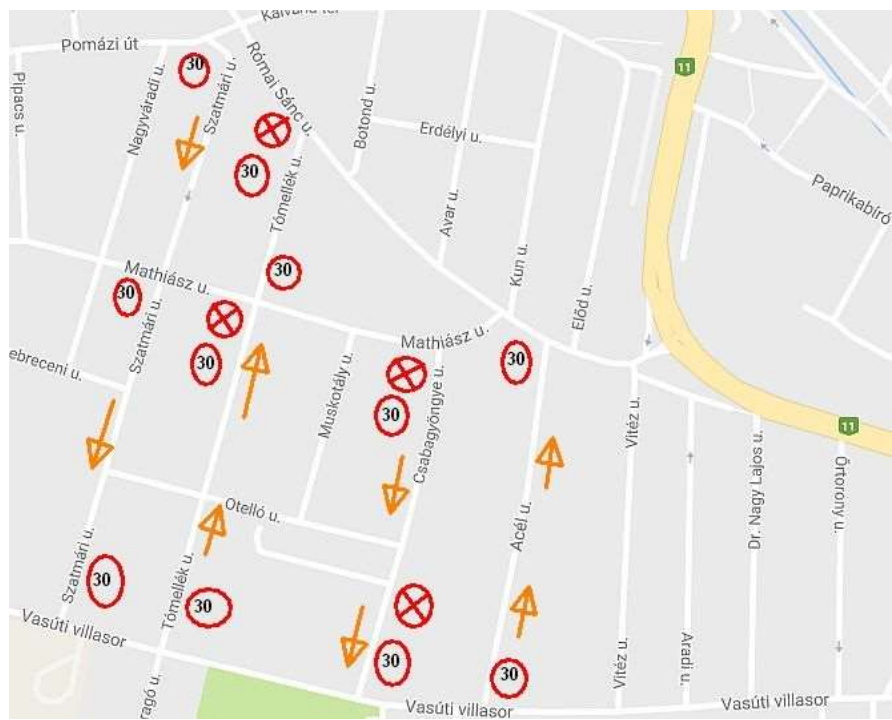 Kálvária tér
Pomázi út
30
Római Sánc u.
11
Pipacs u.
Nagyváradi u.
Szatmári u.
Botond u.
Erdélyi u.
30
Tómellék u.
Avar u.
Paprikabíró
Kun u.
Mathiász u.
30
30
Előd u.
Szatmári u.
Mathiász u.
30
30
ebreceni u.
Muskotály u.
30
Csabagyöngye u.
Vitéz u.
11
Dr. Nagy Lajos u.
Őrtorony u.
Otelló u.
Acél u.
Szatmári u.
30
Tómellék u.
30
Vasúti villasor
30
30
Vitéz u.
Aradi u.
ragó u.
Vasúti villasor
Vasúti villasor